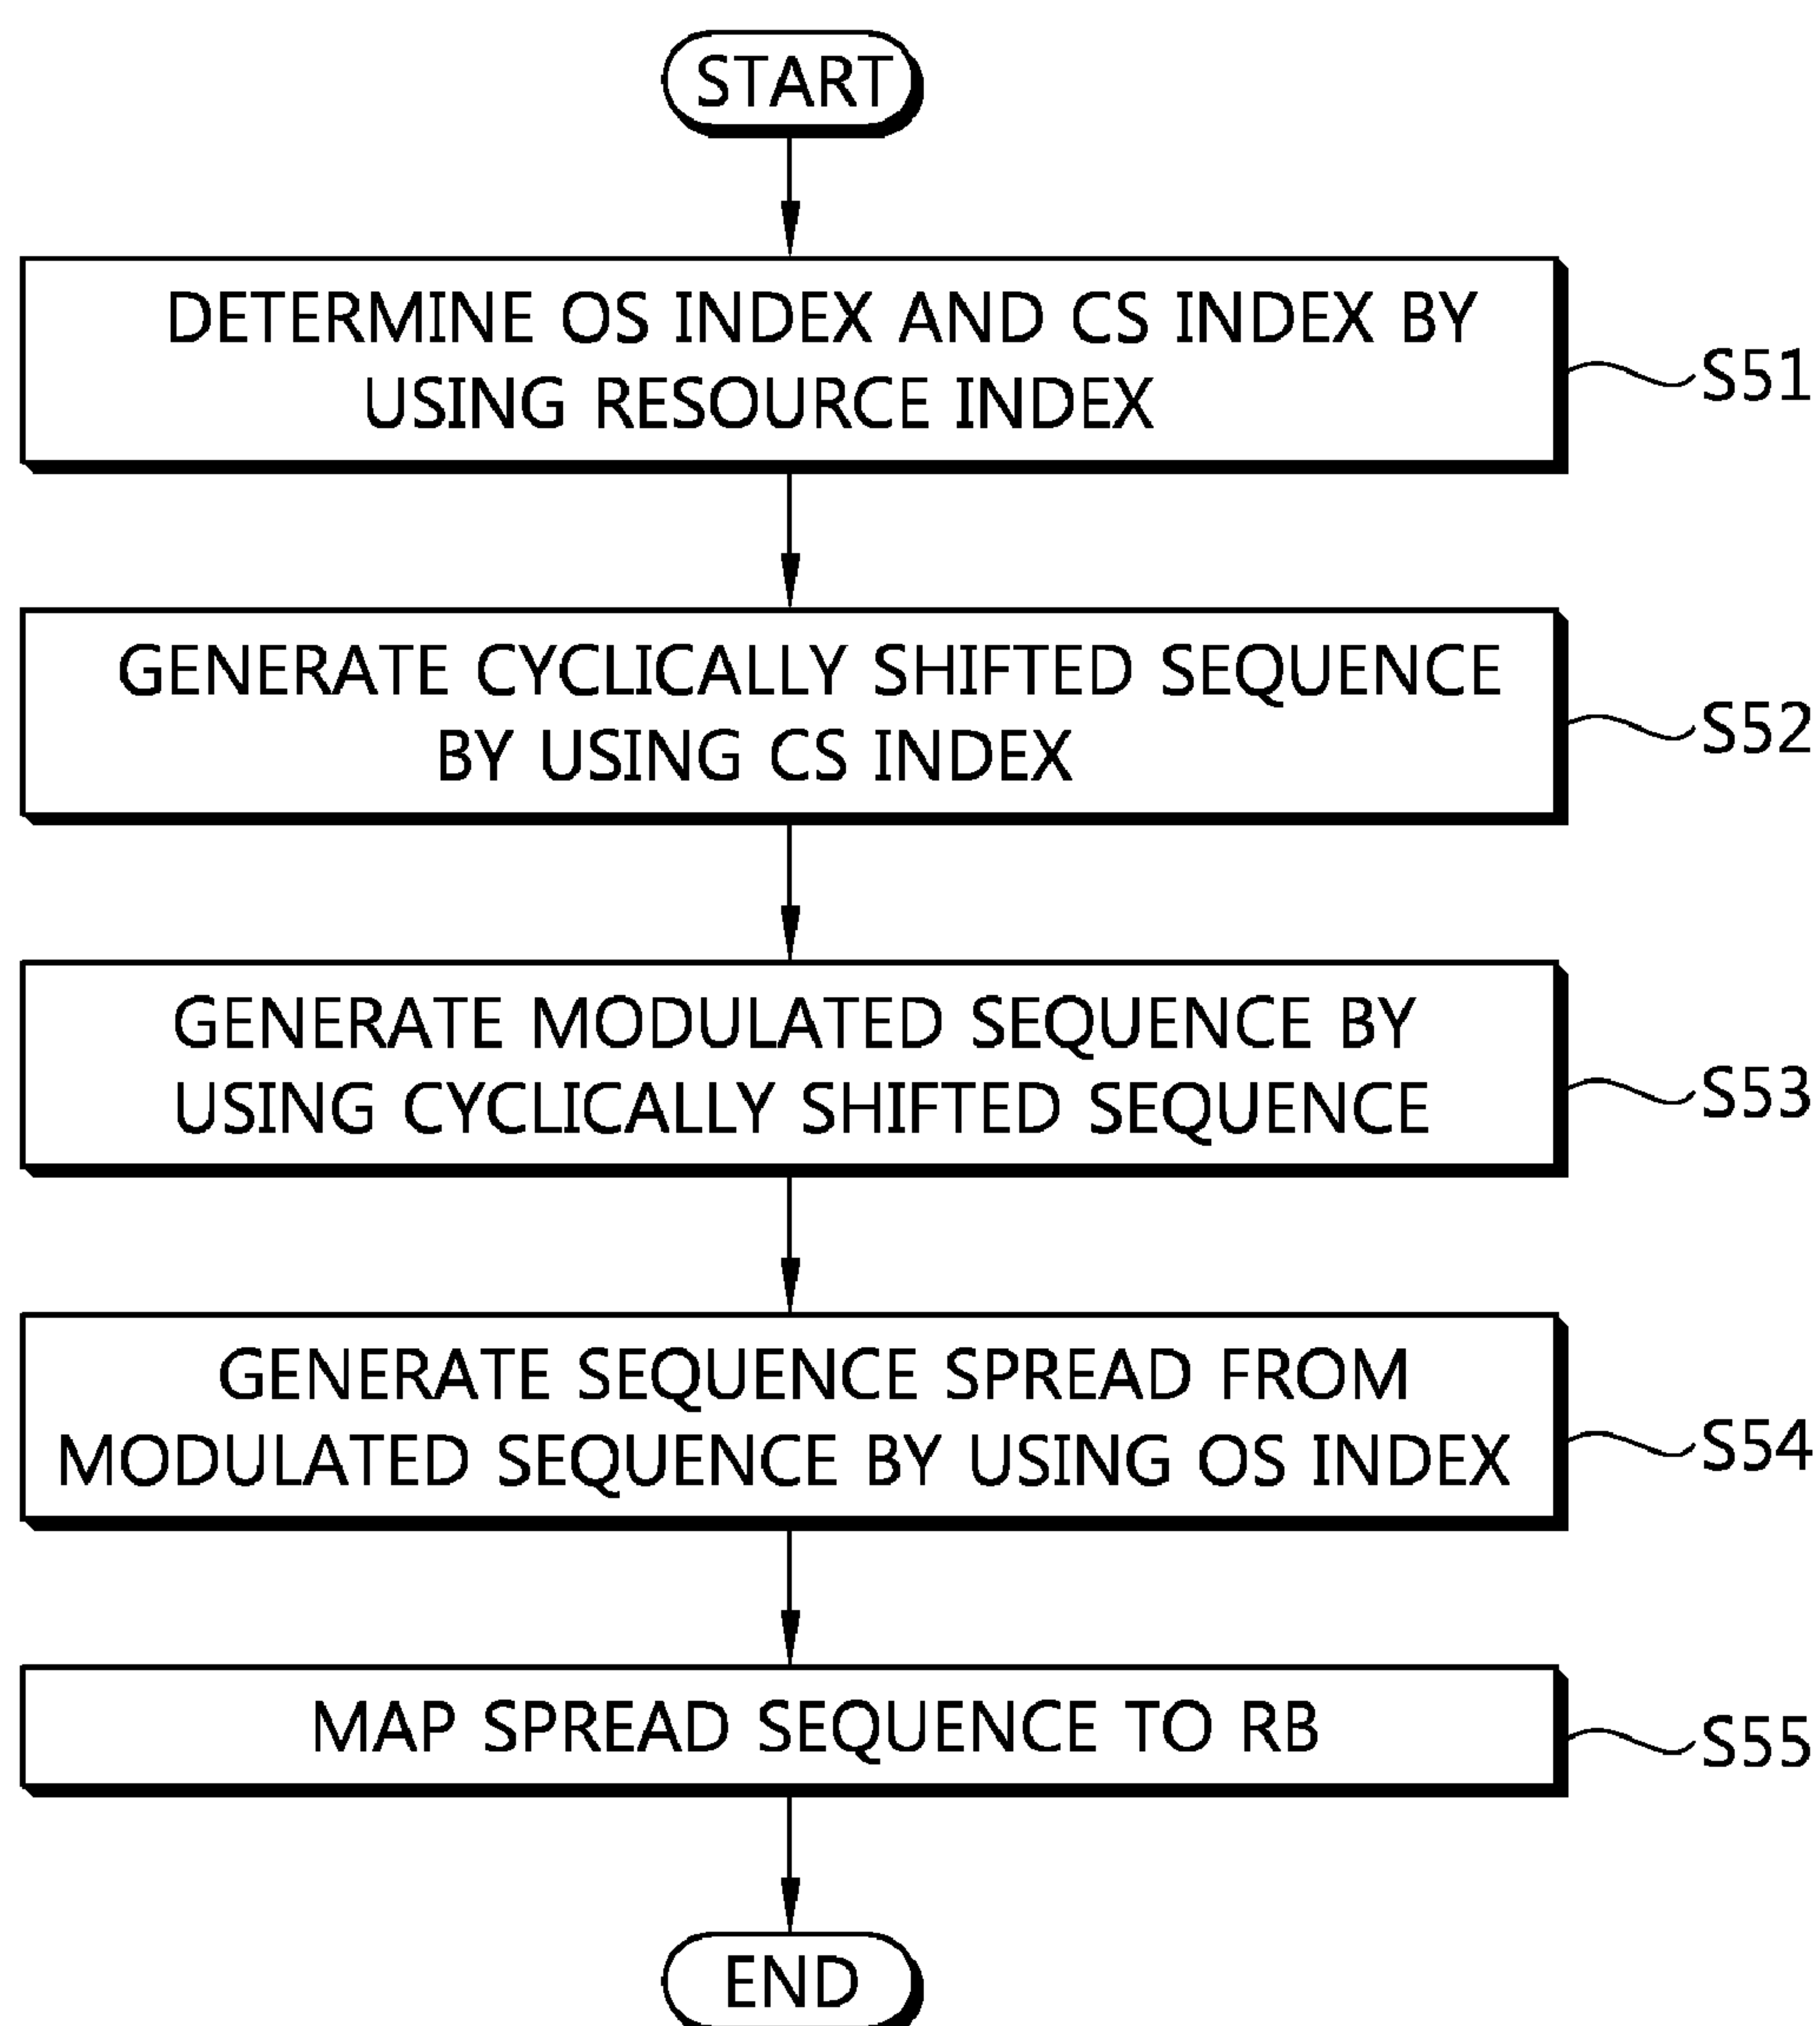 START
DETERMINE OS INDEX AND CS INDEX BY
USING RESOURCE INDEX
S51
GENERATE CYCLICALLY SHIFTED SEQUENCE
BY USING CS INDEX
S52
GENERATE MODULATED SEQUENCE BY
USING CYCLICALLY SHIFTED SEQUENCE
S53
GENERATE SEQUENCE SPREAD FROM
MODULATED SEQUENCE BY USING OS INDEX
S54
MAP SPREAD SEQUENCE TO RB
S55
END